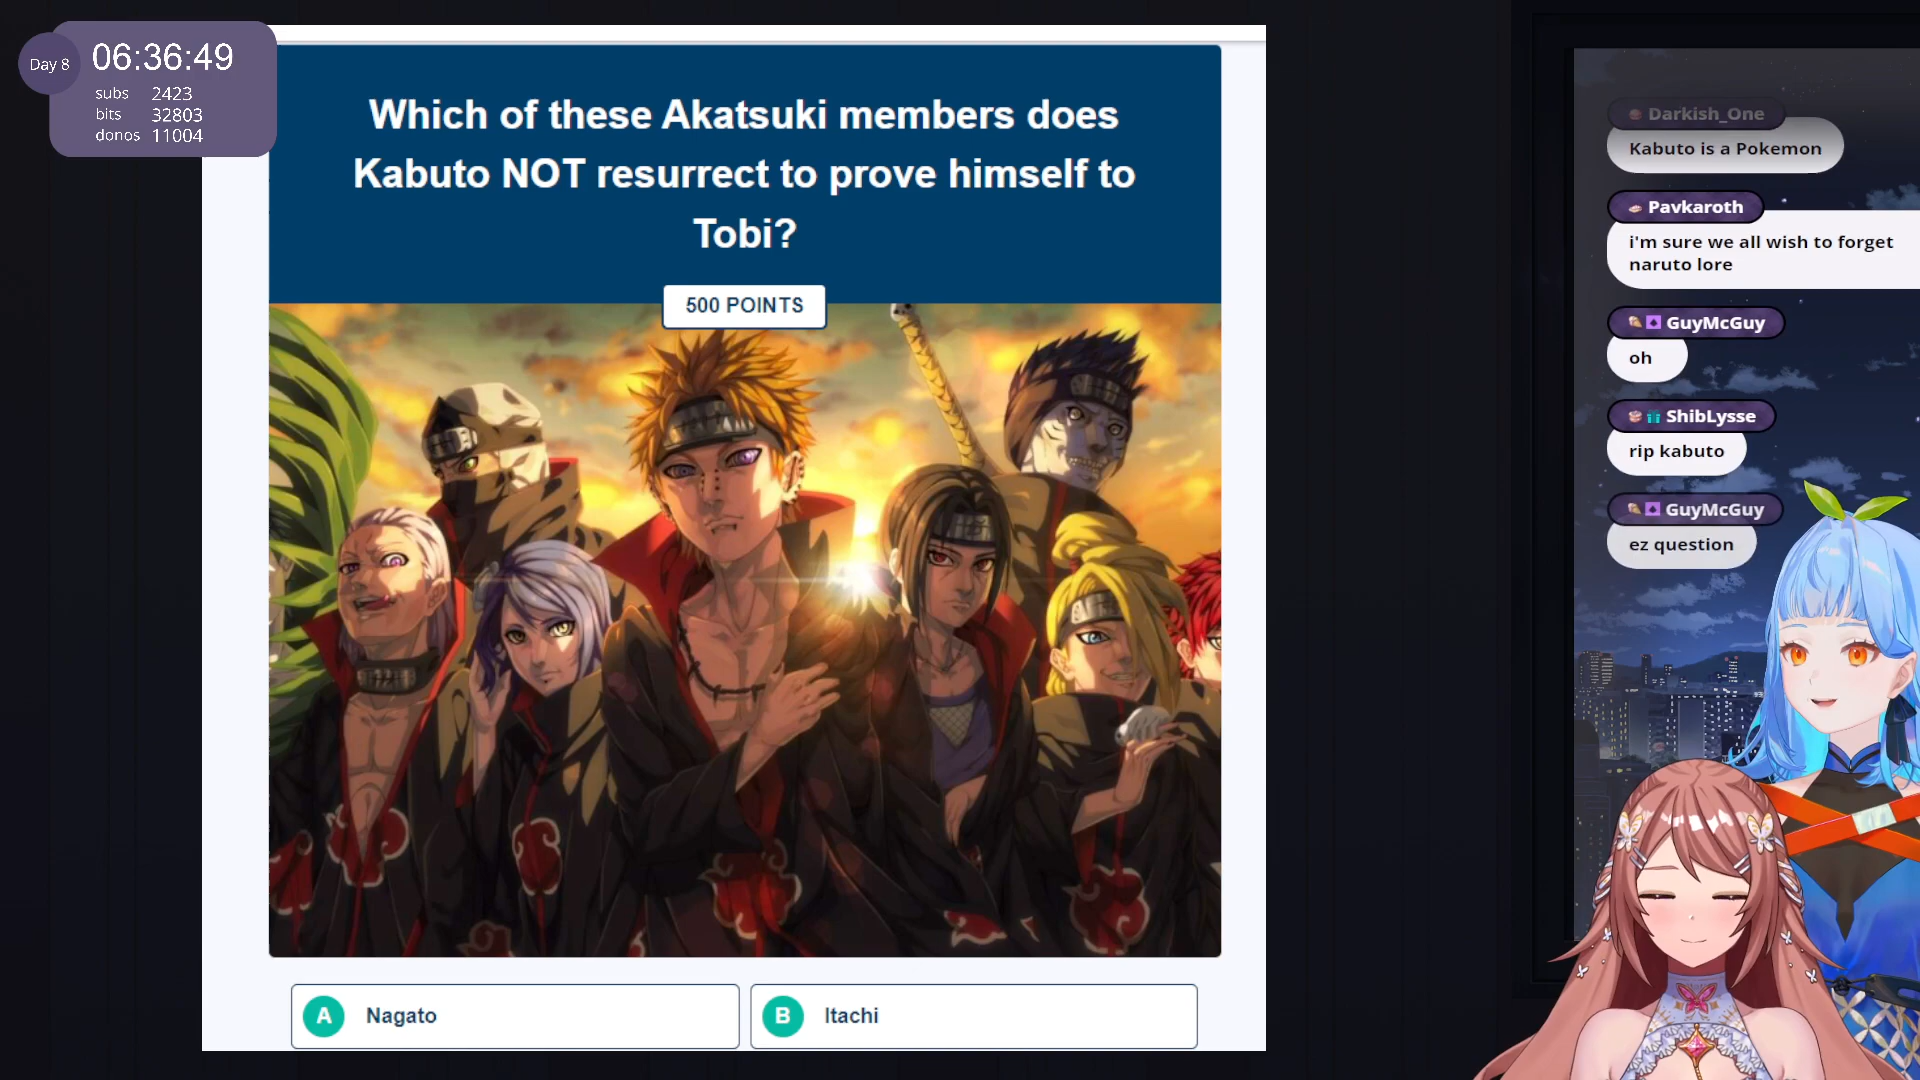 Day 8
06:36:49
subs 2423
bits 32803
donos 11004
Which of these Akatsuki members does
Kabuto NOT resurrect to prove himself to
Tobi?
500 POINTS
A Nagato
B Itachi
Darkish_One
Kabuto is a Pokemon
Pavkaroth
i'm sure we all wish to forget
naruto lore
GuyMcGuy
oh
ShibLysse
rip kabuto
GuyMcGuy
ez question